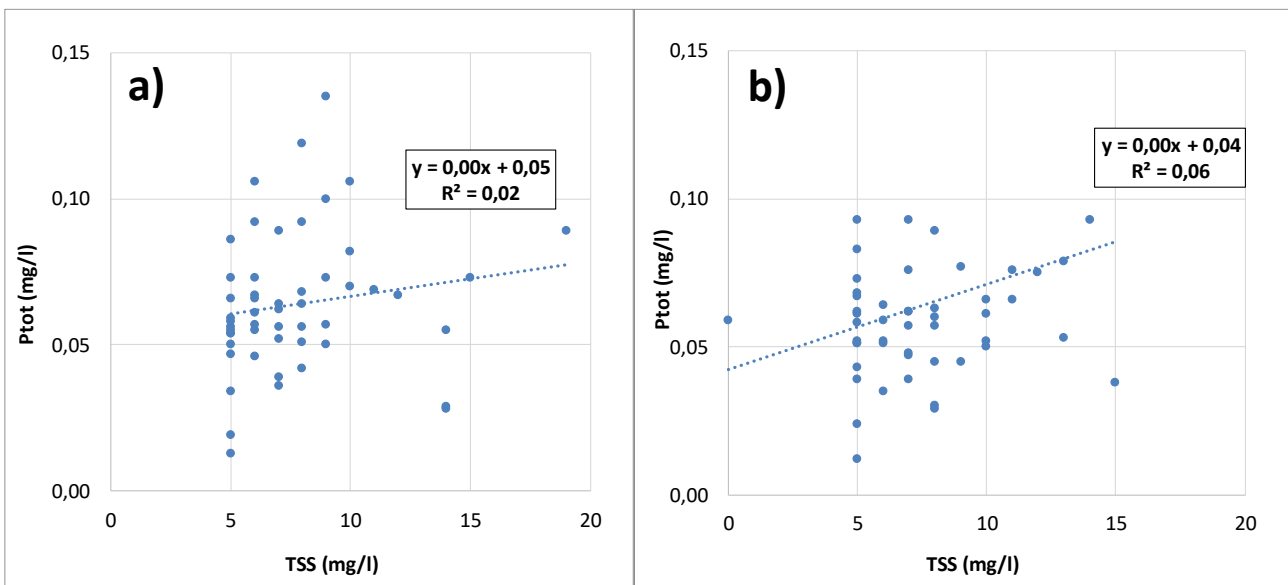 a)
0,15
0,10
0,05
0,00
Ptot (mg/l)
y = 0,00x + 0,05
R² = 0,02
0 5 10 15 20
TSS (mg/l)
b)
0,15
0,10
0,05
0,00
Ptot (mg/l)
y = 0,00x + 0,04
R² = 0,06
0 5 10 15 20
TSS (mg/l)